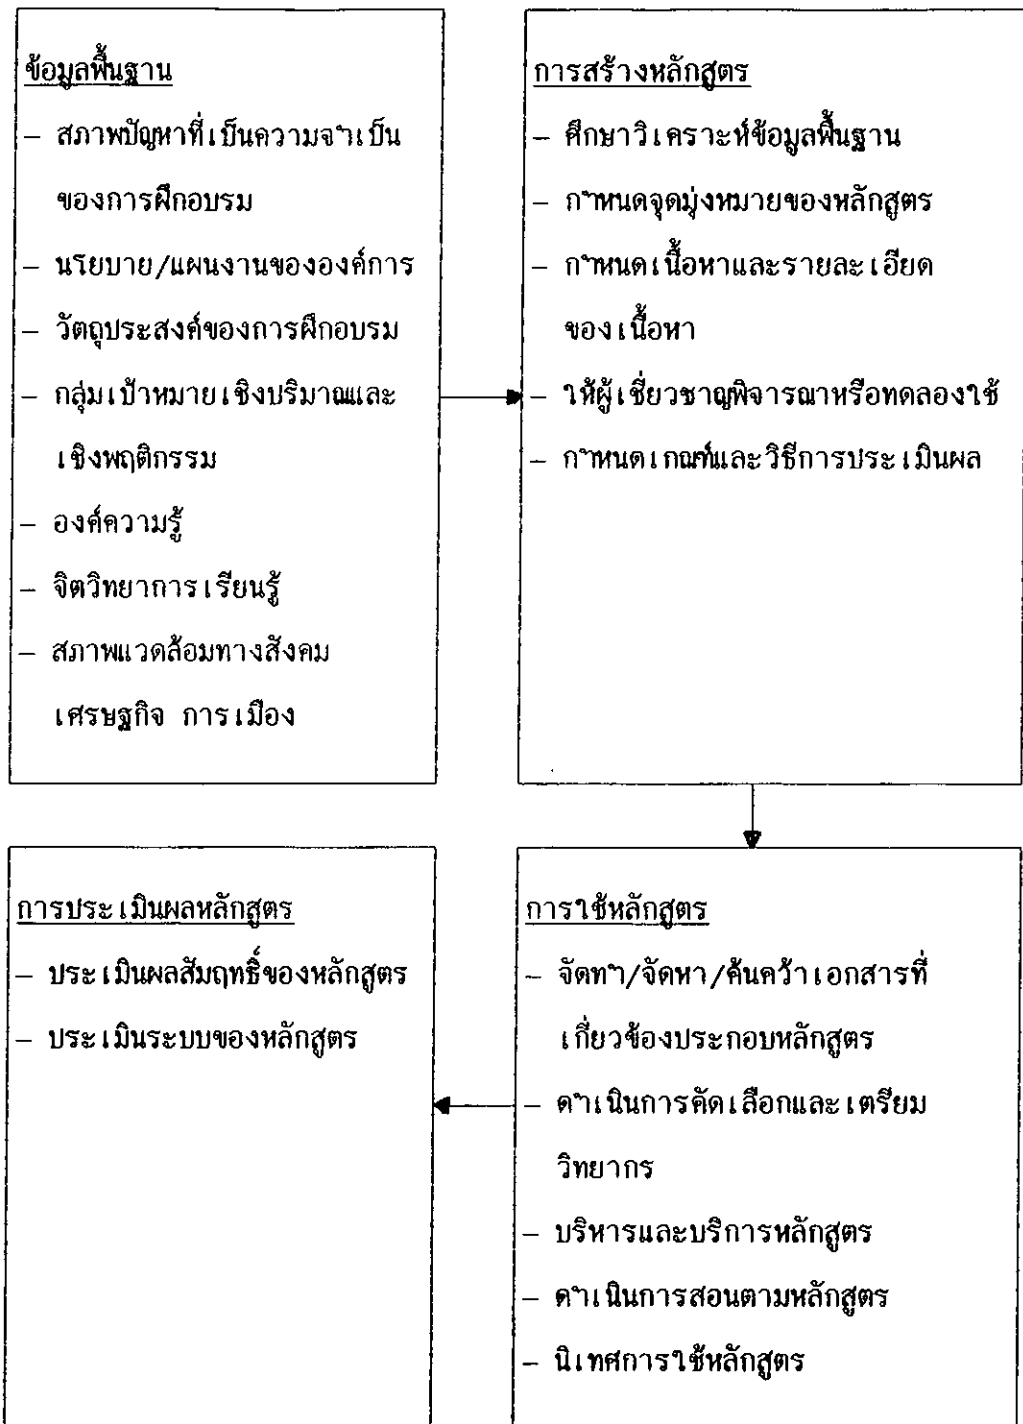 ข้อมูลพื้นฐาน
– สภาพปัญหาที่เป็นความจำเป็น
ของการฝึกอบรม
– นโยบาย/แผนงานขององค์การ
– วัตถุประสงค์ของการฝึกอบรม
– กลุ่มเป้าหมายเชิงปริมาณและ
เชิงพฤติกรรม
– องค์ความรู้
– จิตวิทยาการเรียนรู้
– สภาพแวดล้อมทางสังคม
เศรษฐกิจ การเมือง
การสร้างหลักสูตร
– ศึกษาวิเคราะห์ข้อมูลพื้นฐาน
– กำหนดจุดมุ่งหมายของหลักสูตร
– กำหนดเนื้อหาและรายละเอียด
ของเนื้อหา
– ให้ผู้เชี่ยวชาญพิจารณาหรือทดลองใช้
– กำหนดเกณฑ์และวิธีการประเมินผล
การใช้หลักสูตร
– จัดทำ/จัดหา/ค้นคว้าเอกสารที่
เกี่ยวข้องประกอบหลักสูตร
– ดำเนินการคัดเลือกและเตรียม
วิทยากร
– บริหารและบริการหลักสูตร
– ดำเนินการสอนตามหลักสูตร
– นิเทศการใช้หลักสูตร
การประเมินผลหลักสูตร
– ประเมินผลสัมฤทธิ์ของหลักสูตร
– ประเมินระบบของหลักสูตร